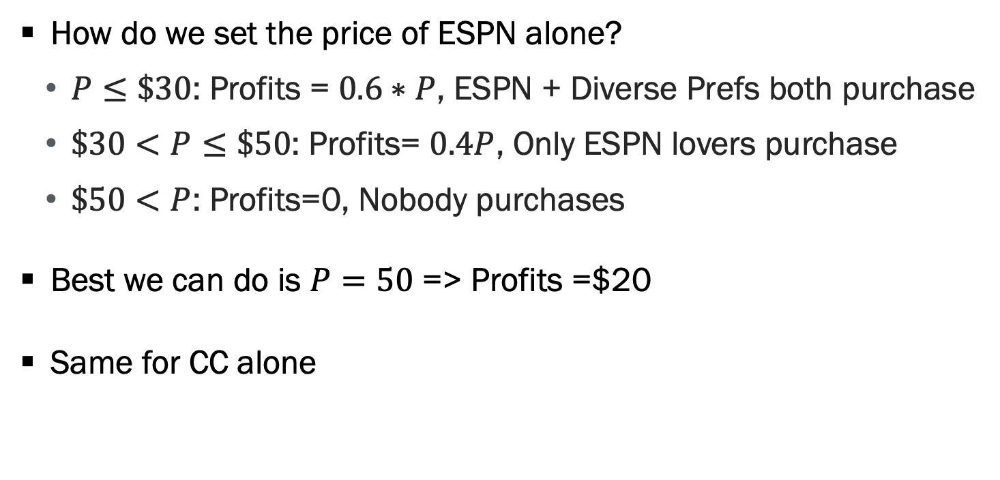 ▪ How do we set the price of ESPN alone?
• P ≤ $30: Profits = 0.6 ∗ P, ESPN + Diverse Prefs both purchase
• $30 < P ≤ $50: Profits= 0.4P, Only ESPN lovers purchase
• $50 < P: Profits=0, Nobody purchases
▪ Best we can do is P = 50 => Profits =$20
▪ Same for CC alone